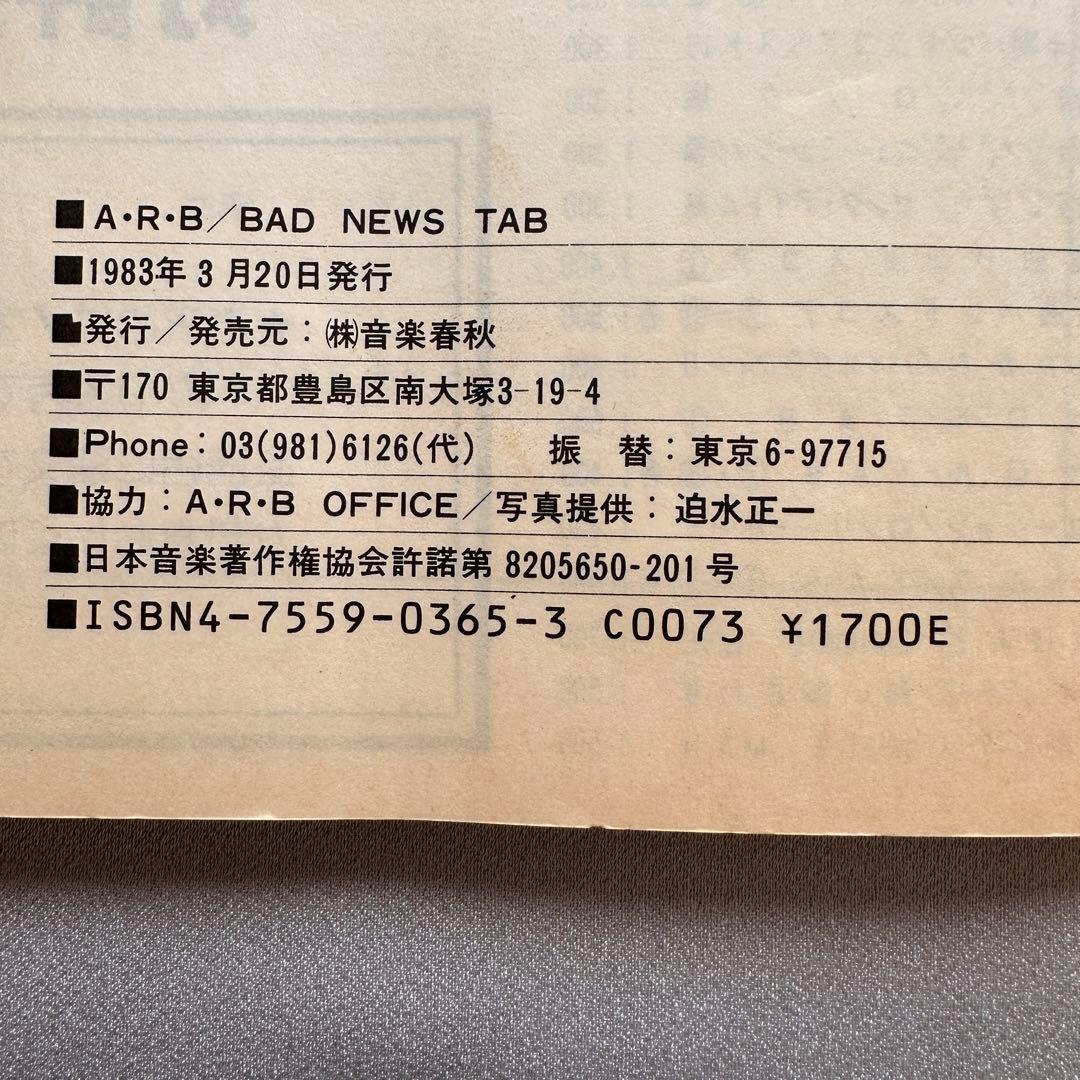 ■A・R・B／BAD NEWS TAB
■1983年3月20日発行
■発行／発売元：㈱音楽春秋
■〒170 東京都豊島区南大塚3-19-4
■Phone：03(981)6126(代) 振 替：東京6-97715
■協力：A・R・B OFFICE／写真提供：迫水正一
■日本音楽著作権協会許諾第 8205650-201号
■ISBN4-7559-0365-3 C0073 ¥1700E